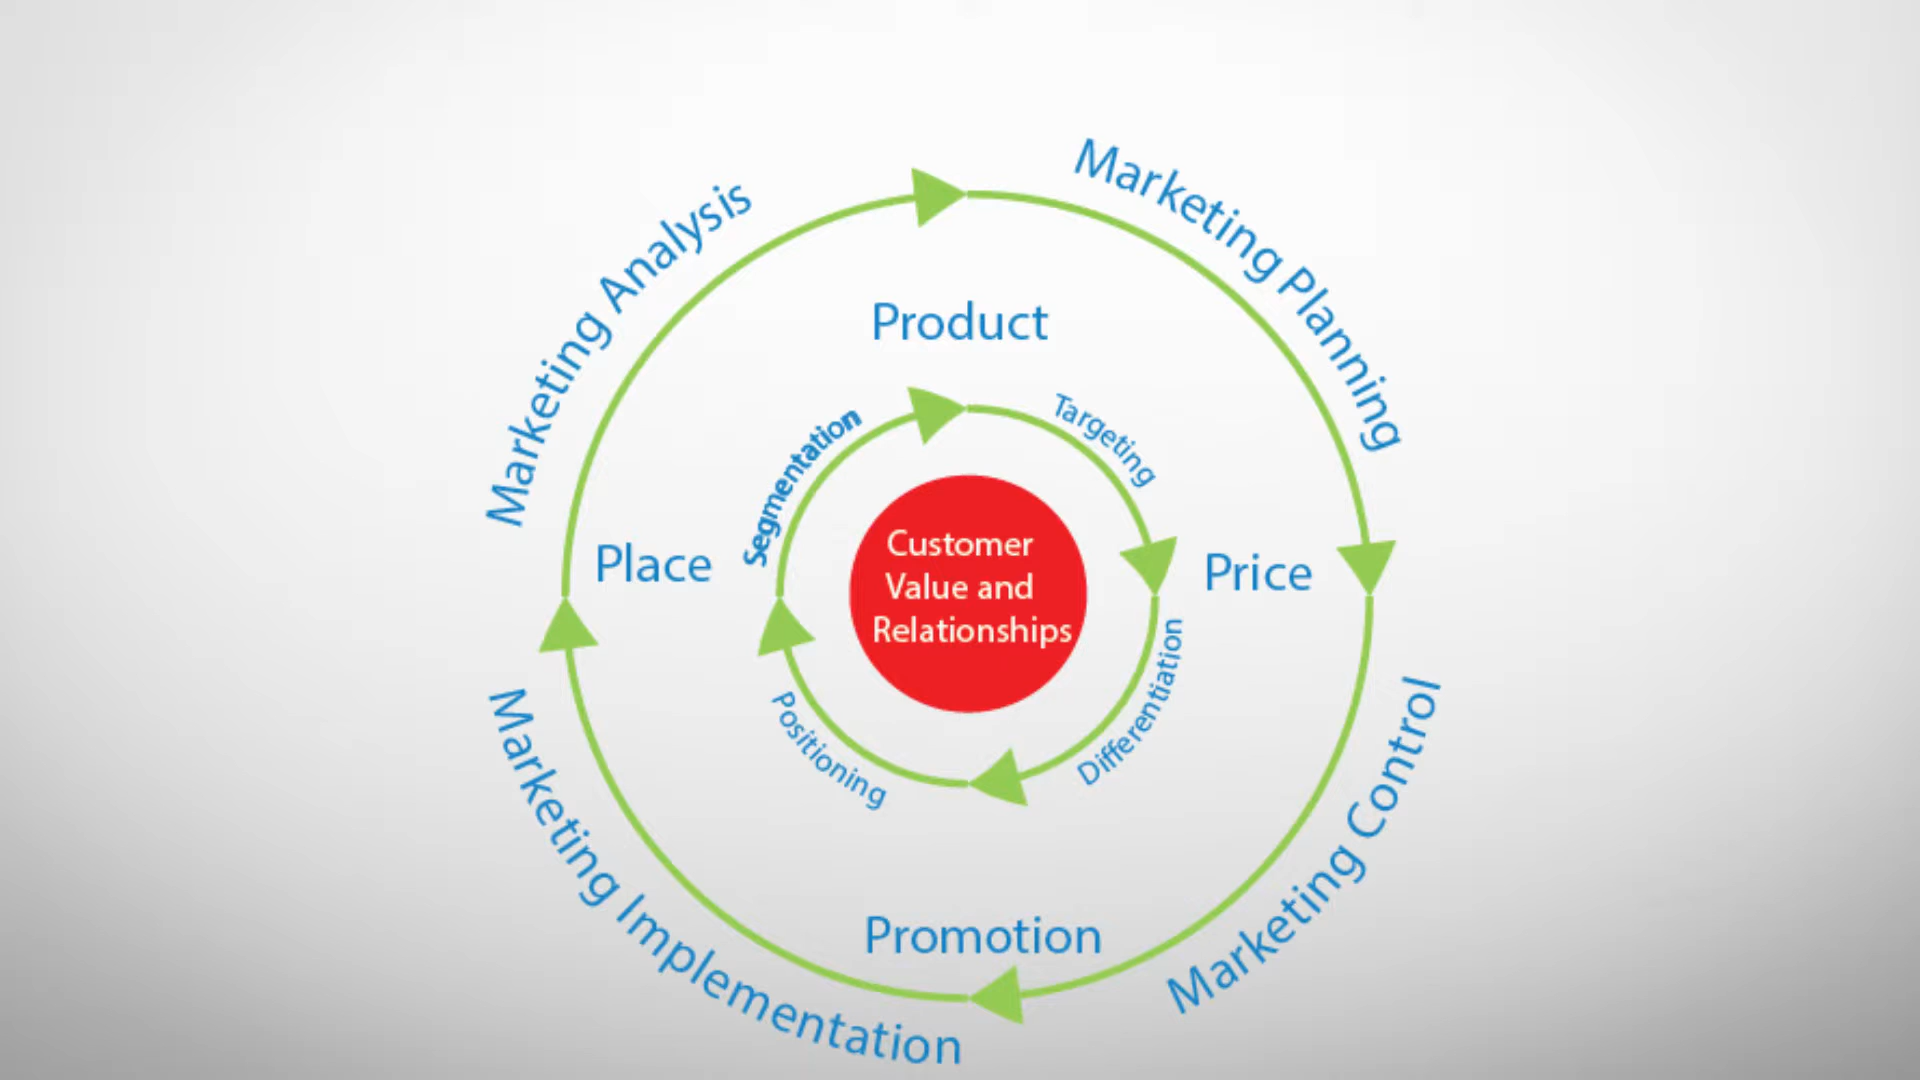 Marketing Analysis
Marketing Planning
Product
Segmentation
Targeting
Place
Customer
Value and
Relationships
Price
Positioning
Differentiation
Promotion
Marketing Implementation
Marketing Control